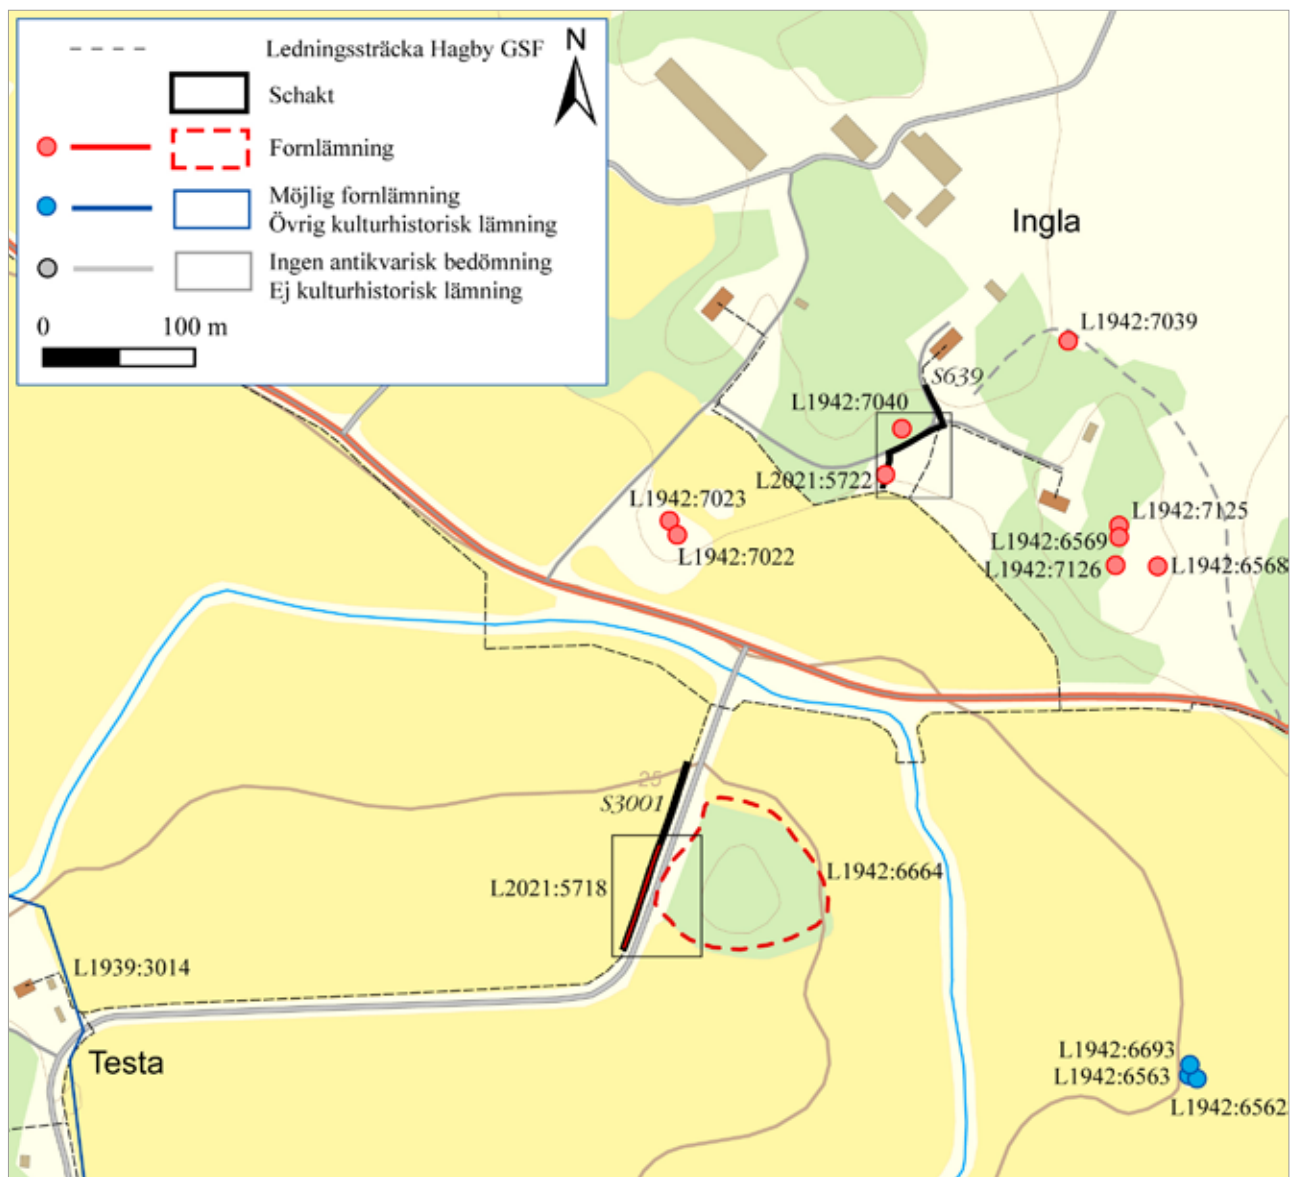 Ledningssträcka Hagby GSF
N
Schakt
Fornlämning
Möjlig fornlämning
Övrig kulturhistorisk lämning
Ingen antikvarisk bedömning
Ej kulturhistorisk lämning
0 100 m
Ingla
L1942:7039
S639
L1942:7040
L2021:5722
L1942:7023
L1942:7022
L1942:7125
L1942:6569
L1942:7126
L1942:6568
25
S3001
L1942:6664
L2021:5718
L1939:3014
Testa
L1942:6693
L1942:6563
L1942:6562